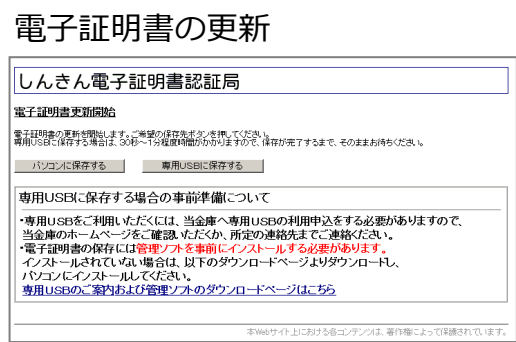 電子証明書の更新
しんきん電子証明書認証局
電子証明書更新開始
電子証明書の更新を開始します。ご希望の保存先ボタンを押してください。
専用USBに保存する場合は、30秒～1分程度時間がかかりますので、保存が完了するまで、そのままお待ちください。
パソコンに保存する 専用USBに保存する
専用USBに保存する場合の事前準備について
・専用USBをご利用いただくには、当金庫へ専用USBの利用申込をする必要がありますので、
当金庫のホームページをご確認いただくか、所定の連絡先までご連絡ください。
・電子証明書の保存には管理ソフトを事前にインストールする必要があります。
インストールされていない場合は、以下のダウンロードページよりダウンロードし、
パソコンにインストールしてください。
専用USBのご案内および管理ソフトのダウンロードページはこちら
本Webサイト上における各コンテンツは、著作権によって保護されています。